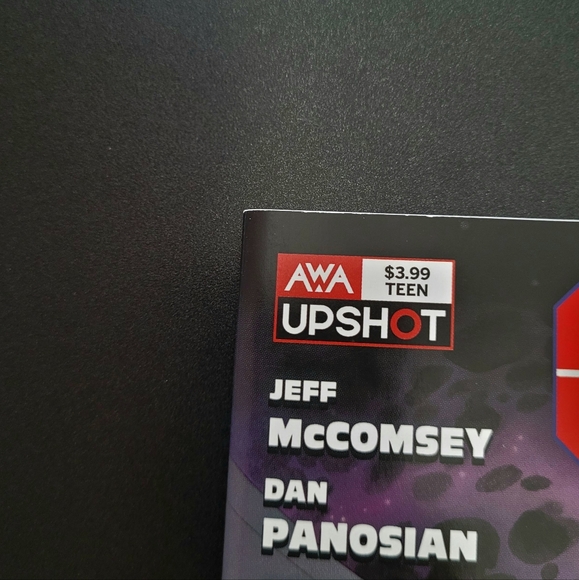 AWA
$3.99
TEEN
UPSHOT
JEFF
McCOMSEY
DAN
PANOSIAN